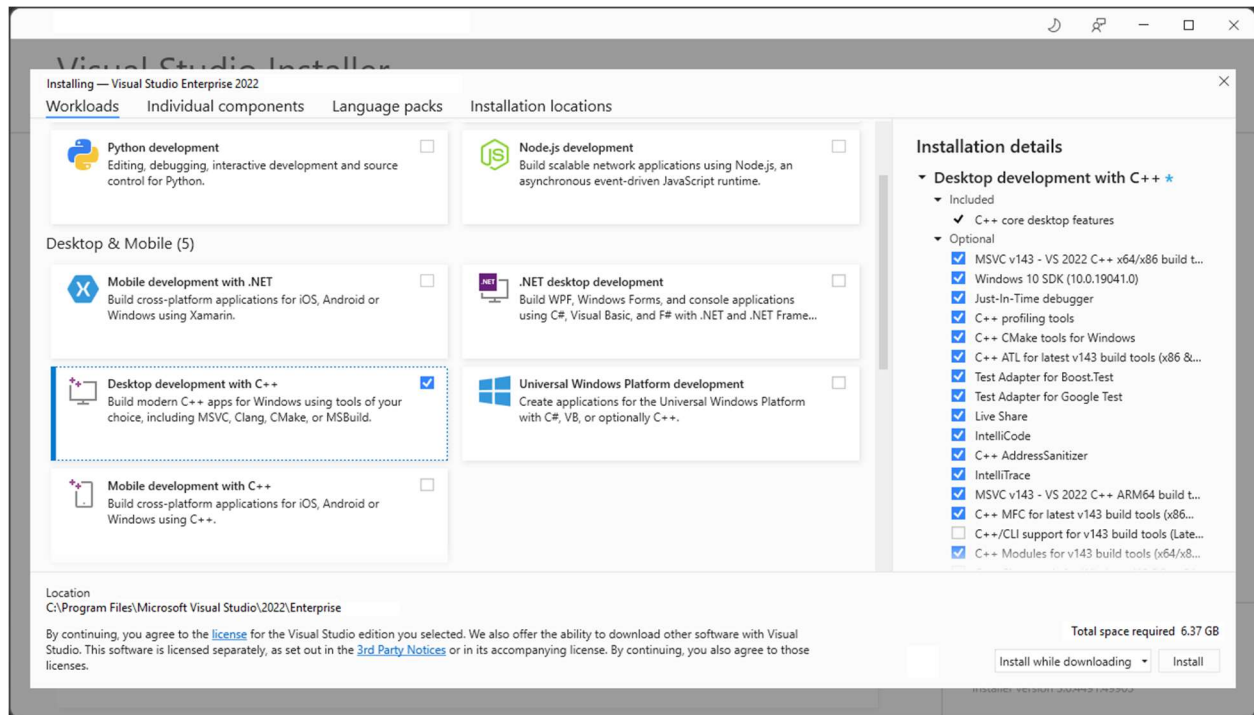 Visual Studio Installer
Installing — Visual Studio Enterprise 2022
Workloads Individual components Language packs Installation locations
Python development
Editing, debugging, interactive development and source
control for Python.
JS
Node.js development
Build scalable network applications using Node.js, an
asynchronous event-driven JavaScript runtime.
Desktop & Mobile (5)
Mobile development with .NET
Build cross-platform applications for iOS, Android or
Windows using Xamarin.
.NET
.NET desktop development
Build WPF, Windows Forms, and console applications
using C#, Visual Basic, and F# with .NET and .NET Frame...
Desktop development with C++
Build modern C++ apps for Windows using tools of your
choice, including MSVC, Clang, CMake, or MSBuild.
Universal Windows Platform development
Create applications for the Universal Windows Platform
with C#, VB, or optionally C++.
Mobile development with C++
Build cross-platform applications for iOS, Android or
Windows using C++.
Installation details
Desktop development with C++ *
Included
C++ core desktop features
Optional
MSVC v143 - VS 2022 C++ x64/x86 build t...
Windows 10 SDK (10.0.19041.0)
Just-In-Time debugger
C++ profiling tools
C++ CMake tools for Windows
C++ ATL for latest v143 build tools (x86 &...
Test Adapter for Boost.Test
Test Adapter for Google Test
Live Share
IntelliCode
C++ AddressSanitizer
IntelliTrace
MSVC v143 - VS 2022 C++ ARM64 build t...
C++ MFC for latest v143 build tools (x86...
C++/CLI support for v143 build tools (Late...
C++ Modules for v143 build tools (x64/x8...
Location
C:\Program Files\Microsoft Visual Studio\2022\Enterprise
By continuing, you agree to the license for the Visual Studio edition you selected. We also offer the ability to download other software with Visual
Studio. This software is licensed separately, as set out in the 3rd Party Notices or in its accompanying license. By continuing, you also agree to those
licenses.
Total space required 6.37 GB
Install while downloading Install
Installer version